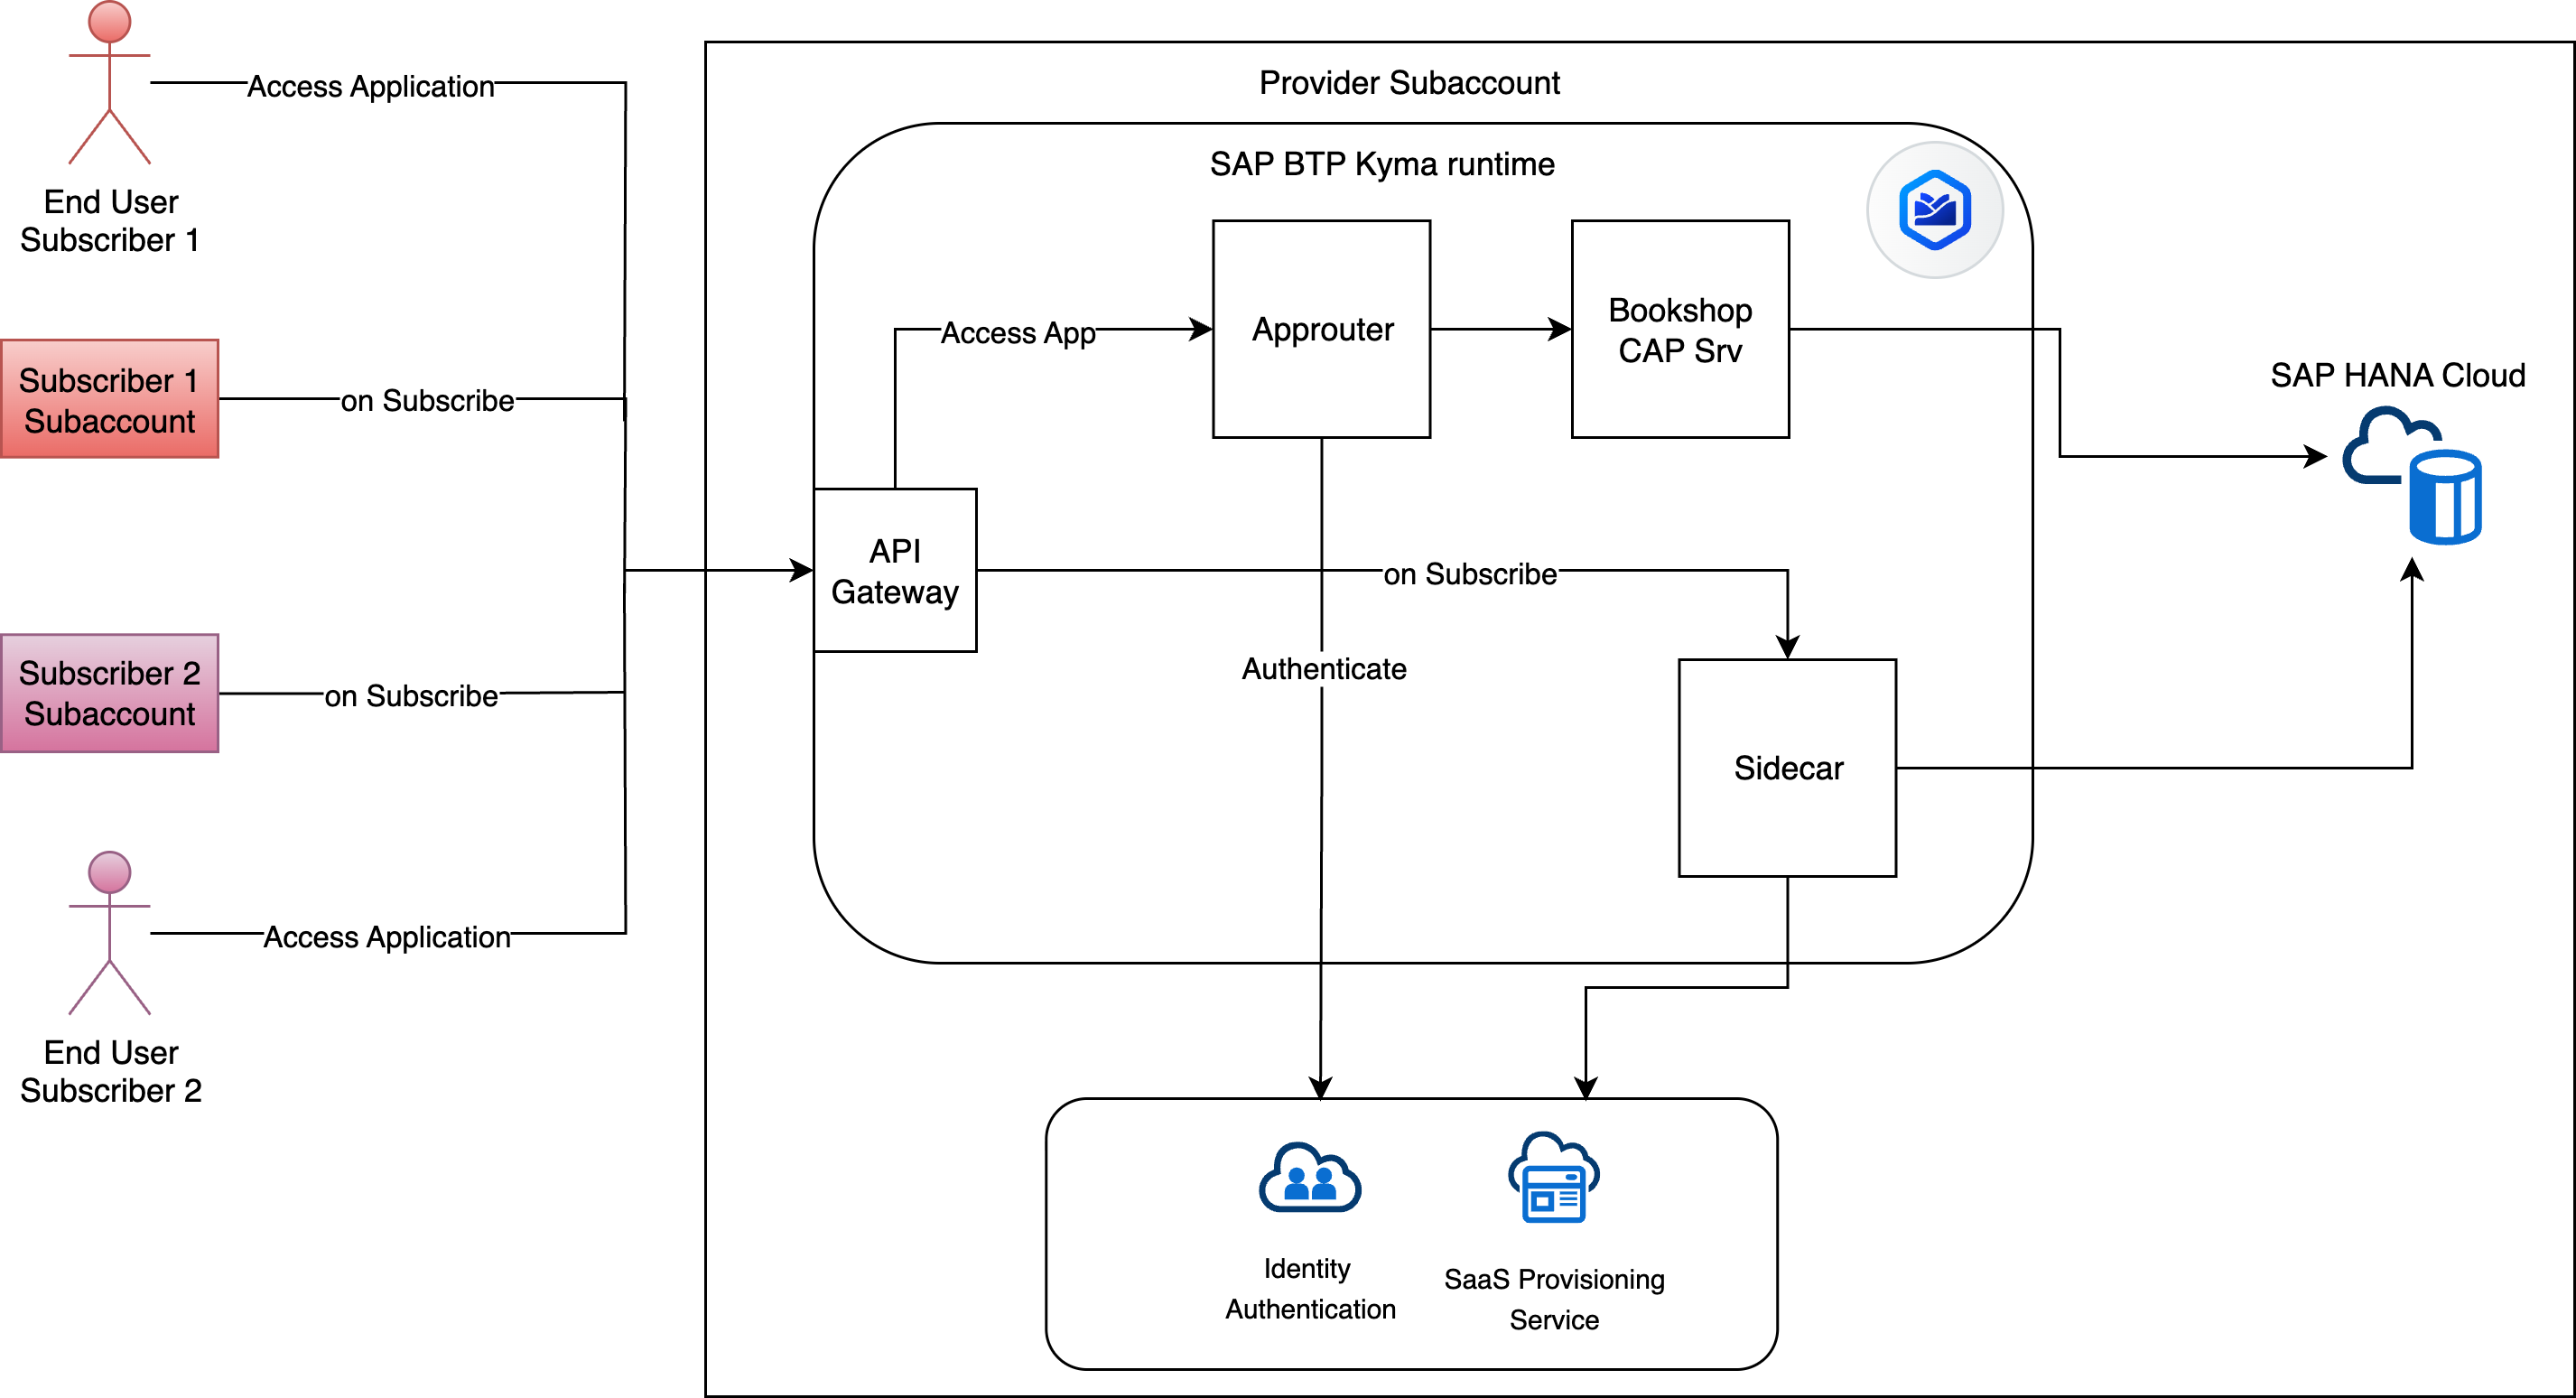 End User
Subscriber 1
Access Application
Subscriber 1
Subaccount
on Subscribe
Subscriber 2
Subaccount
on Subscribe
End User
Subscriber 2
Access Application
Provider Subaccount
SAP BTP Kyma runtime
API
Gateway
Access App
Approuter
Bookshop
CAP Srv
on Subscribe
Authenticate
Sidecar
SAP HANA Cloud
Identity
Authentication
SaaS Provisioning
Service